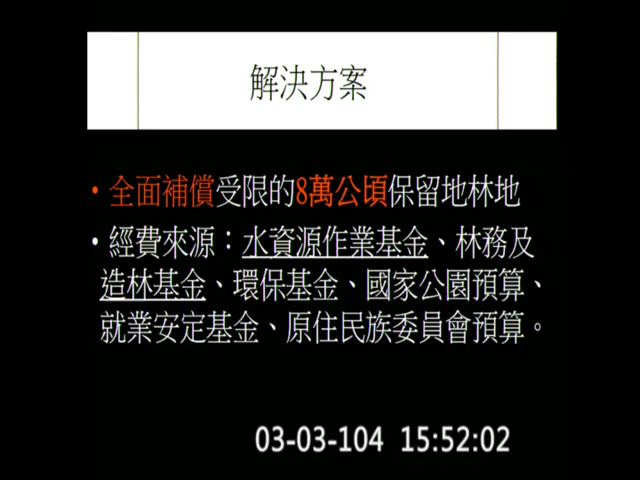 解決方案
• 全面補償受限的8萬公頃保留地林地
• 經費來源：水資源作業基金、林務及
造林基金、環保基金、國家公園預算、
就業安定基金、原住民族委員會預算。
03-03-104 15:52:02